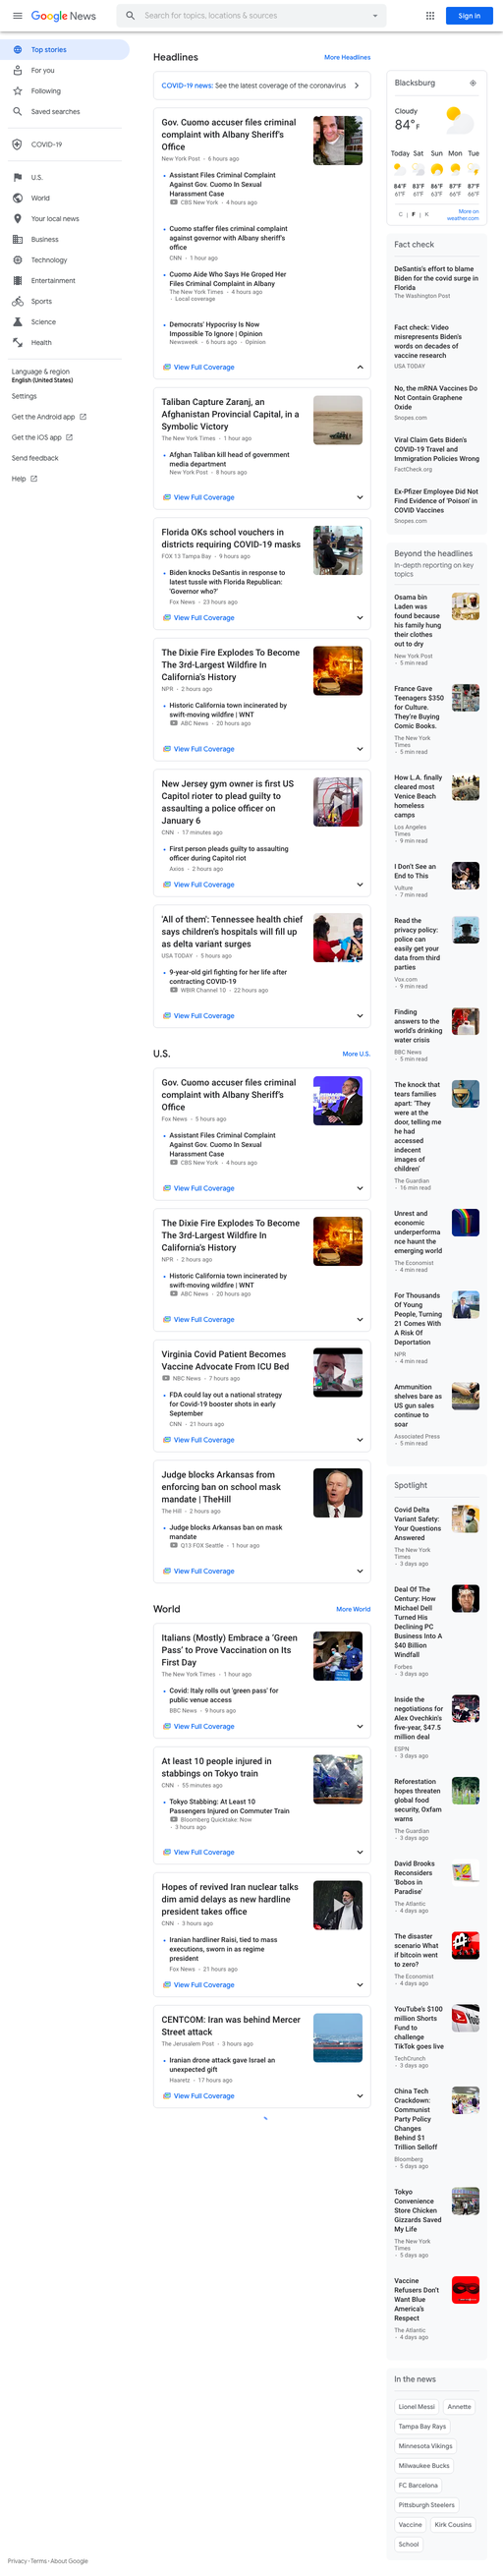 Google News
Search for topics, locations & sources
Sign in
Top stories
For you
Following
Saved searches
COVID-19
U.S.
World
Your local news
Business
Technology
Entertainment
Sports
Science
Health
Language & region
English (United States)
Settings
Get the Android app
Get the iOS app
Send feedback
Help
Headlines
More Headlines
COVID-19 news: See the latest coverage of the coronavirus
Gov. Cuomo accuser files criminal
complaint with Albany Sheriff's
Office
New York Post · 6 hours ago
Assistant Files Criminal Complaint
Against Gov. Cuomo In Sexual
Harassment Case
CBS New York · 4 hours ago
Cuomo staffer files criminal complaint
against governor with Albany sheriff's
office
CNN · 1 hour ago
Cuomo Aide Who Says He Groped Her
Files Criminal Complaint in Albany
The New York Times · 4 hours ago
· Local coverage
Democrats' Hypocrisy Is Now
Impossible To Ignore | Opinion
Newsweek · 6 hours ago · Opinion
View Full Coverage
Taliban Capture Zaranj, an
Afghanistan Provincial Capital, in a
Symbolic Victory
The New York Times · 1 hour ago
Afghan Taliban kill head of government
media department
New York Post · 8 hours ago
View Full Coverage
Florida OKs school vouchers in
districts requiring COVID-19 masks
FOX 13 Tampa Bay · 9 hours ago
Biden knocks DeSantis in response to
latest tussle with Florida Republican:
'Governor who?'
Fox News · 23 hours ago
View Full Coverage
The Dixie Fire Explodes To Become
The 3rd-Largest Wildfire In
California's History
NPR · 2 hours ago
Historic California town incinerated by
swift-moving wildfire | WNT
ABC News · 20 hours ago
View Full Coverage
New Jersey gym owner is first US
Capitol rioter to plead guilty to
assaulting a police officer on
January 6
CNN · 17 minutes ago
First person pleads guilty to assaulting
officer during Capitol riot
Axios · 2 hours ago
View Full Coverage
'All of them': Tennessee health chief
says children's hospitals will fill up
as delta variant surges
USA TODAY · 5 hours ago
9-year-old girl fighting for her life after
contracting COVID-19
WBIR Channel 10 · 22 hours ago
View Full Coverage
U.S.
More U.S.
Gov. Cuomo accuser files criminal
complaint with Albany Sheriff's
Office
Fox News · 5 hours ago
Assistant Files Criminal Complaint
Against Gov. Cuomo In Sexual
Harassment Case
CBS New York · 4 hours ago
View Full Coverage
The Dixie Fire Explodes To Become
The 3rd-Largest Wildfire In
California's History
NPR · 2 hours ago
Historic California town incinerated by
swift-moving wildfire | WNT
ABC News · 20 hours ago
View Full Coverage
Virginia Covid Patient Becomes
Vaccine Advocate From ICU Bed
NBC News · 7 hours ago
FDA could lay out a national strategy
for Covid-19 booster shots in early
September
CNN · 21 hours ago
View Full Coverage
Judge blocks Arkansas from
enforcing ban on school mask
mandate | TheHill
The Hill · 2 hours ago
Judge blocks Arkansas ban on mask
mandate
Q13 FOX Seattle · 1 hour ago
View Full Coverage
World
More World
Italians (Mostly) Embrace a 'Green
Pass' to Prove Vaccination on Its
First Day
The New York Times · 1 hour ago
Covid: Italy rolls out 'green pass' for
public venue access
BBC News · 9 hours ago
View Full Coverage
At least 10 people injured in
stabbings on Tokyo train
CNN · 55 minutes ago
Tokyo Stabbing: At Least 10
Passengers Injured on Commuter Train
Bloomberg Quicktake: Now
· 3 hours ago
View Full Coverage
Hopes of revived Iran nuclear talks
dim amid delays as new hardline
president takes office
CNN · 3 hours ago
Iranian hardliner Raisi, tied to mass
executions, sworn in as regime
president
Fox News · 21 hours ago
View Full Coverage
CENTCOM: Iran was behind Mercer
Street attack
The Jerusalem Post · 3 hours ago
Iranian drone attack gave Israel an
unexpected gift
Haaretz · 17 hours ago
View Full Coverage
Blacksburg
Cloudy
84°F
Today Sat Sun Mon Tue
84°F 83°F 86°F 87°F 87°F
61°F 61°F 63°F 66°F 66°F
C | F | K
More on
weather.com
Fact check
DeSantis's effort to blame
Biden for the covid surge in
Florida
The Washington Post
Fact check: Video
misrepresents Biden's
words on decades of
vaccine research
USA TODAY
No, the mRNA Vaccines Do
Not Contain Graphene
Oxide
Snopes.com
Viral Claim Gets Biden's
COVID-19 Travel and
Immigration Policies Wrong
FactCheck.org
Ex-Pfizer Employee Did Not
Find Evidence of 'Poison' in
COVID Vaccines
Snopes.com
Beyond the headlines
In-depth reporting on key
topics
Osama bin
Laden was
found because
his family hung
their clothes
out to dry
New York Post
· 5 min read
France Gave
Teenagers $350
for Culture.
They're Buying
Comic Books.
The New York
Times
· 5 min read
How L.A. finally
cleared most
Venice Beach
homeless
camps
Los Angeles
Times
· 9 min read
I Don't See an
End to This
Vulture
· 7 min read
Read the
privacy policy:
police can
easily get your
data from third
parties
Vox.com
· 9 min read
Finding
answers to the
world's drinking
water crisis
BBC News
· 5 min read
The knock that
tears families
apart: 'They
were at the
door, telling me
he had
accessed
indecent
images of
children'
The Guardian
· 16 min read
Unrest and
economic
underperforma
nce haunt the
emerging world
The Economist
· 4 min read
For Thousands
Of Young
People, Turning
21 Comes With
A Risk Of
Deportation
NPR
· 4 min read
Ammunition
shelves bare as
US gun sales
continue to
soar
Associated Press
· 5 min read
Spotlight
Covid Delta
Variant Safety:
Your Questions
Answered
The New York
Times
· 3 days ago
Deal Of The
Century: How
Michael Dell
Turned His
Declining PC
Business Into A
$40 Billion
Windfall
Forbes
· 3 days ago
Inside the
negotiations for
Alex Ovechkin's
five-year, $47.5
million deal
ESPN
· 3 days ago
Reforestation
hopes threaten
global food
security, Oxfam
warns
The Guardian
· 3 days ago
David Brooks
Reconsiders
'Bobos in
Paradise'
The Atlantic
· 4 days ago
The disaster
scenario What
if bitcoin went
to zero?
The Economist
· 4 days ago
YouTube's $100
million Shorts
Fund to
challenge
TikTok goes live
TechCrunch
· 3 days ago
China Tech
Crackdown:
Communist
Party Policy
Changes
Behind $1
Trillion Selloff
Bloomberg
· 5 days ago
Tokyo
Convenience
Store Chicken
Gizzards Saved
My Life
The New York
Times
· 5 days ago
Vaccine
Refusers Don't
Want Blue
America's
Respect
The Atlantic
· 4 days ago
In the news
Lionel Messi
Annette
Tampa Bay Rays
Minnesota Vikings
Milwaukee Bucks
FC Barcelona
Pittsburgh Steelers
Vaccine
Kirk Cousins
School
Privacy · Terms · About Google